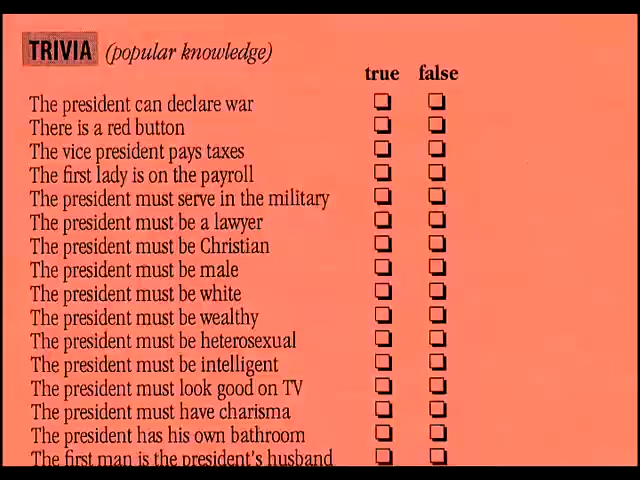 TRIVIA (popular knowledge)
true false
The president can declare war
There is a red button
The vice president pays taxes
The first lady is on the payroll
The president must serve in the military
The president must be a lawyer
The president must be Christian
The president must be male
The president must be white
The president must be wealthy
The president must be heterosexual
The president must be intelligent
The president must look good on TV
The president must have charisma
The president has his own bathroom
The first man is the president's husband